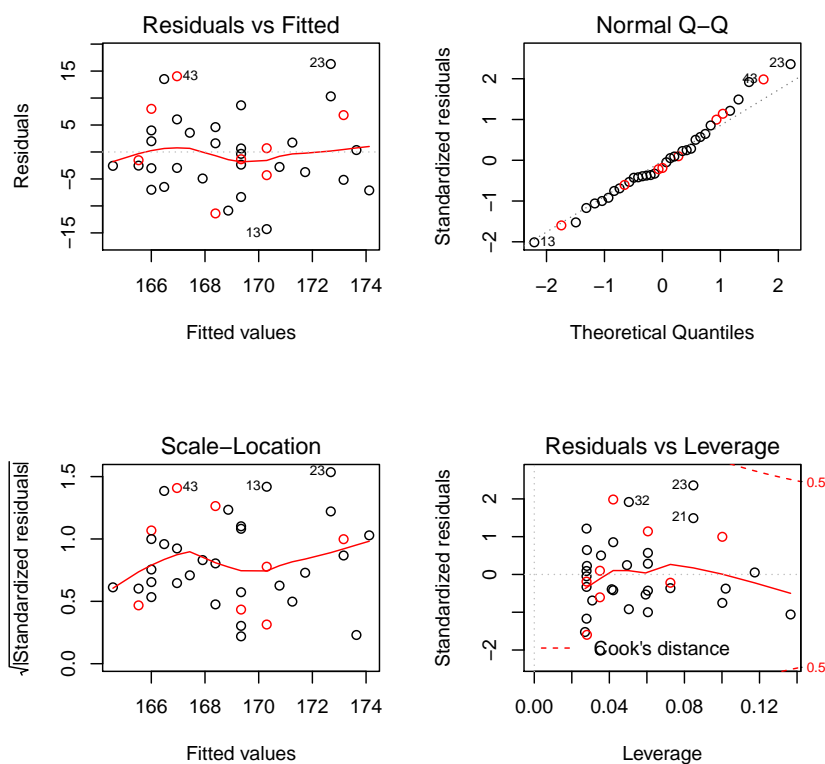 Residuals vs Fitted
Residuals
15
5
−5
−15
43
23
13
166 168 170 172 174
Fitted values
Normal Q−Q
Standardized residuals
2
1
0
−1
−2
23
43
13
−2 −1 0 1 2
Theoretical Quantiles
Scale−Location
√|Standardized residuals|
1.5
1.0
0.5
0.0
43
13
23
166 168 170 172 174
Fitted values
Residuals vs Leverage
Standardized residuals
2
1
0
−2
32
23
21
0.5
0.5
Cook's distance
0.00 0.04 0.08 0.12
Leverage